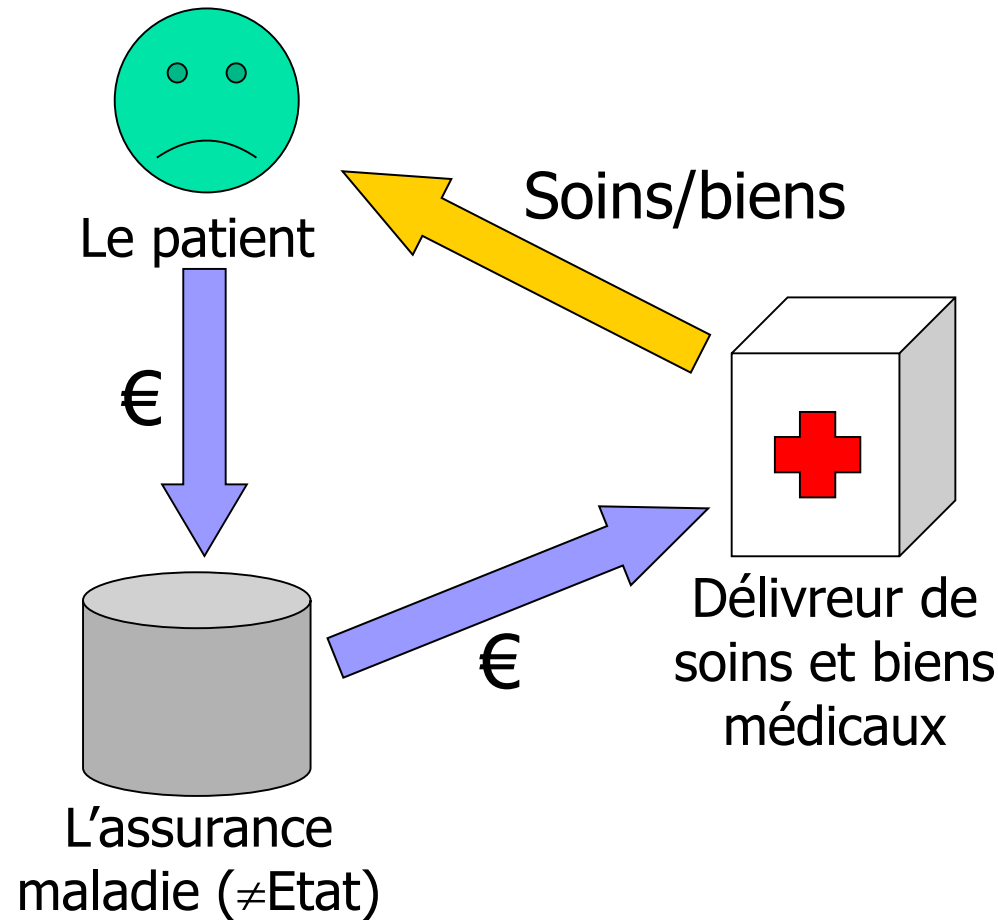 Le patient
Soins/biens
€
€
Délivreur de
soins et biens
médicaux
L’assurance
maladie (≠Etat)